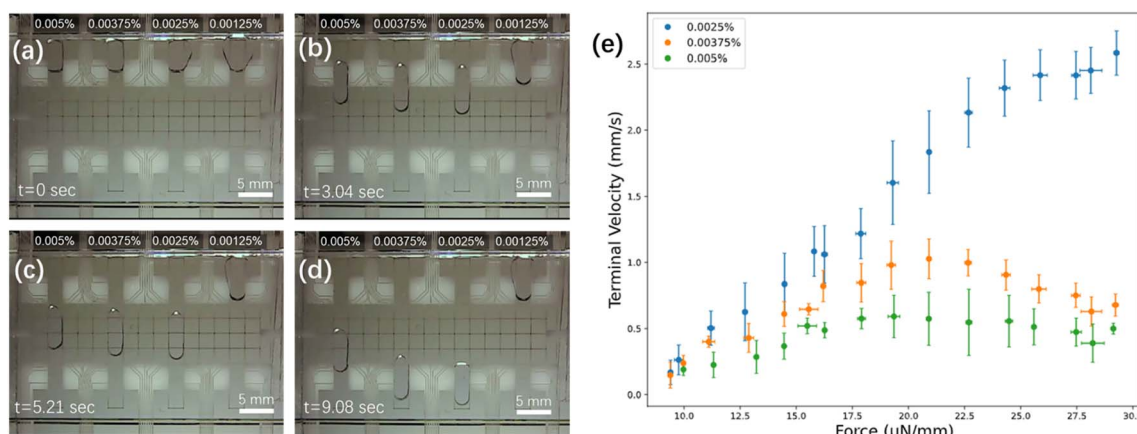 0.005% 0.00375% 0.0025% 0.00125%
(a)
t=0 sec
5 mm
0.005% 0.00375% 0.0025% 0.00125%
(b)
t=3.04 sec
5 mm
0.005% 0.00375% 0.0025% 0.00125%
(c)
t=5.21 sec
5 mm
0.005% 0.00375% 0.0025% 0.00125%
(d)
t=9.08 sec
5 mm
(e)
0.0025%
0.00375%
0.005%
Terminal Velocity (mm/s)
2.5
2.0
1.5
1.0
0.5
0.0
10.0 12.5 15.0 17.5 20.0 22.5 25.0 27.5 30.
Force (uN/mm)